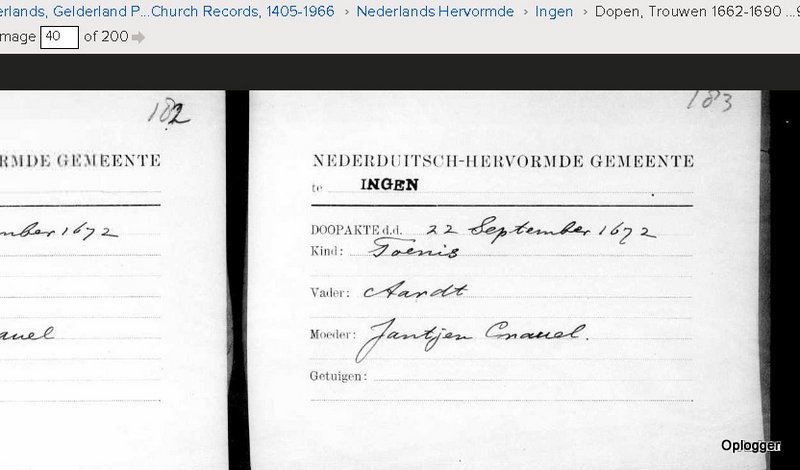 erlands, Gelderland P...Church Records, 1405-1966 › Nederlands Hervormde › Ingen › Dopen, Trouwen 1662-1690 ...9
mage 40 of 200
182
183
RMDE GEMEENTE
mber 1672
auel
NEDERDUITSCH-HERVORMDE GEMEENTE
te INGEN
DOOPAKTE d.d. 22 September 1672
Kind: Toenis
Vader: Aardt
Moeder: Jantjen Cnauel.
Getuigen:
Oplogger